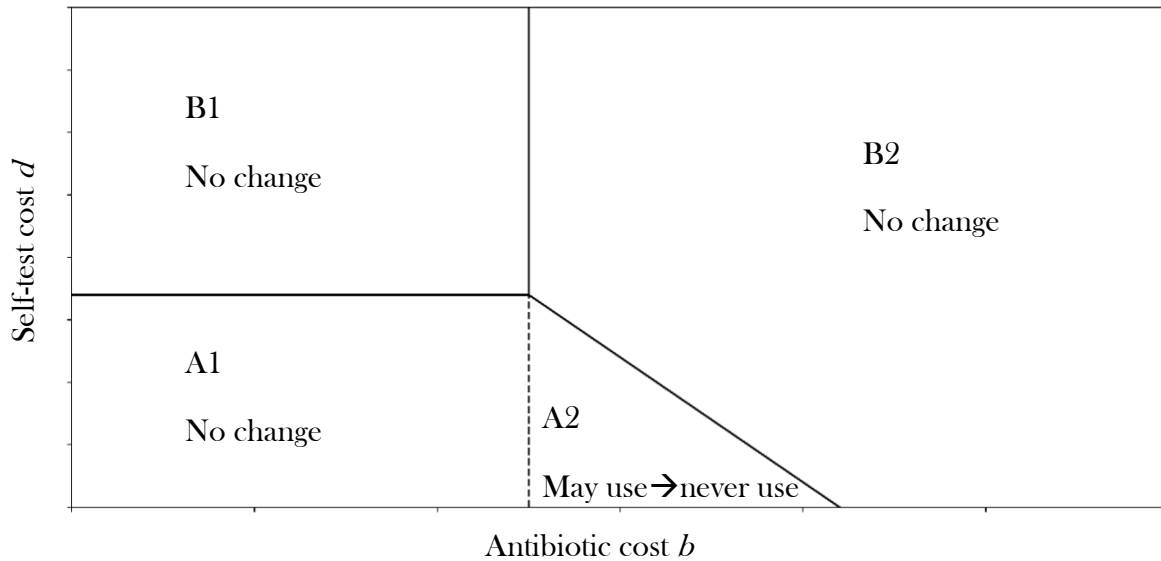 B1
No change
B2
No change
A1
No change
A2
May use→never use
Self-test cost d
Antibiotic cost b